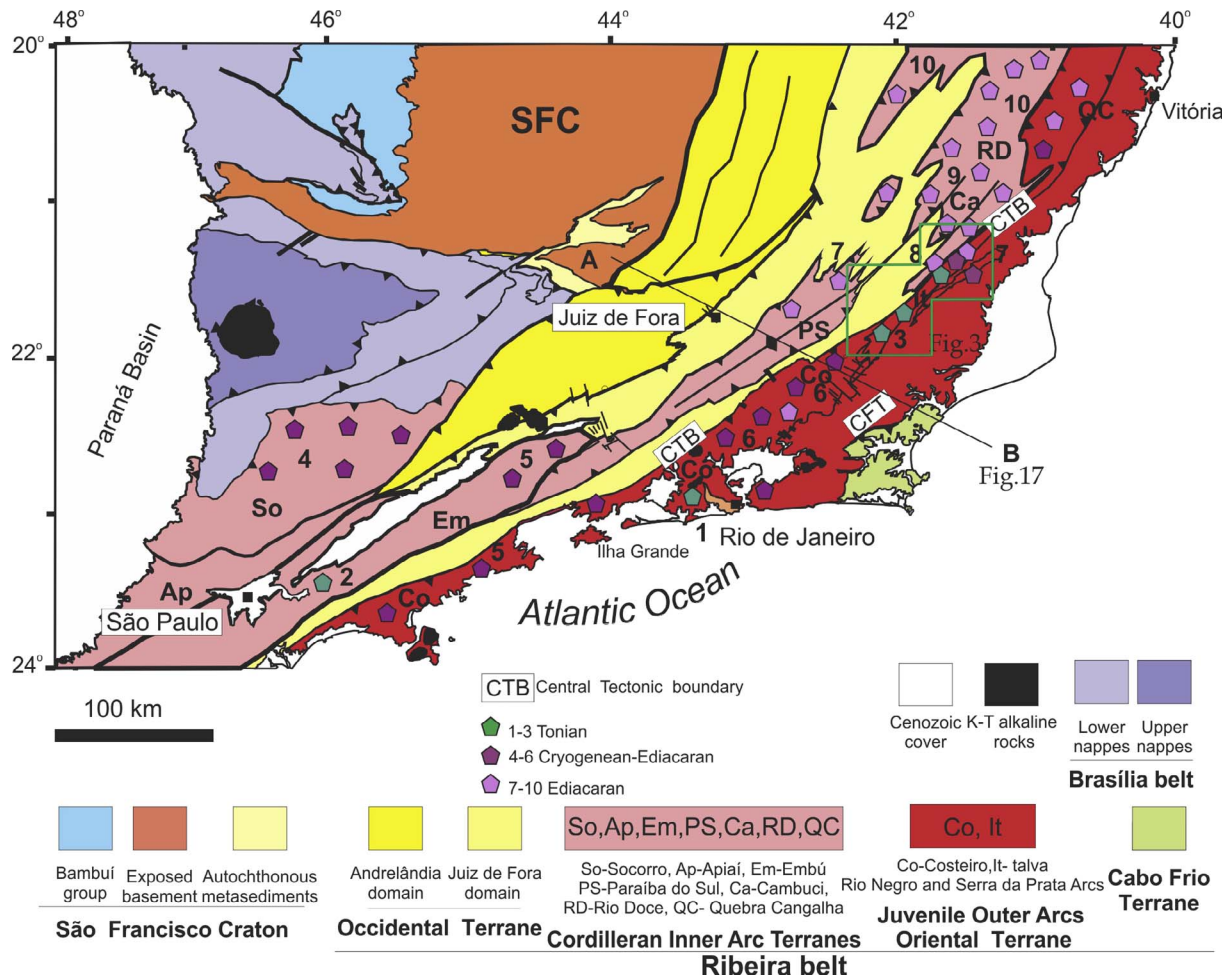 48° 46° 44° 42° 40°
20°
22°
24°
SFC
10
10
QC
Vitória
RD
9
Ca
CTB
7
8
7
A
It
3
Fig.3
Juiz de Fora
PS
Co
6
CFT
B
Fig.17
Paraná Basin
4
5
6
CTB
Co
So
Em
1 Rio de Janeiro
Ilha Grande
5
2
Ap
Co
São Paulo
Atlantic Ocean
100 km
CTB Central Tectonic boundary
1-3 Tonian
4-6 Cryogenean-Ediacaran
7-10 Ediacaran
Cenozoic cover
K-T alkaline rocks
Lower nappes
Upper nappes
Brasília belt
So,Ap,Em,PS,Ca,RD,QC
Co, It
Bambuí group
Exposed basement
Autochthonous metasediments
São Francisco Craton
Andrelândia domain
Juiz de Fora domain
Occidental Terrane
So-Socorro, Ap-Apiaí, Em-Embú
PS-Paraíba do Sul, Ca-Cambuci,
RD-Rio Doce, QC- Quebra Cangalha
Cordilleran Inner Arc Terranes
Co-Costeiro,It- talva
Rio Negro and Serra da Prata Arcs
Juvenile Outer Arcs
Oriental Terrane
Cabo Frio
Terrane
Ribeira belt